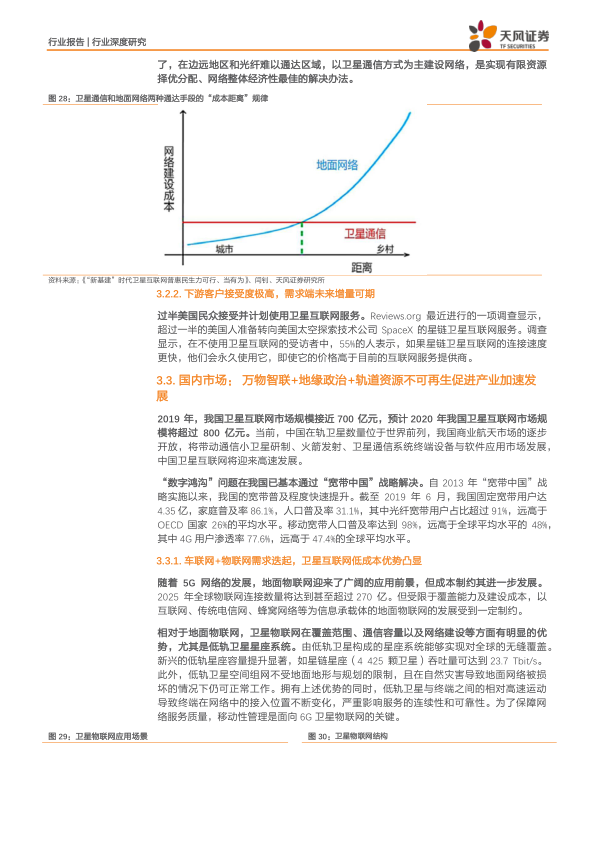 行业报告 | 行业深度研究
天风证券
TF SECURITIES
了，在边远地区和光纤难以通达区域，以卫星通信方式为主建设网络，是实现有限资源
择优分配、网络整体经济性最佳的解决办法。
图 28：卫星通信和地面网络两种通达手段的“成本距离”规律
网络建设成本
地面网络
卫星通信
城市
乡村
距离
资料来源：《“新基建”时代卫星互联网普惠民生力可行、当有为》、闫钊、天风证券研究所
3.2.2. 下游客户接受度极高，需求端未来增量可期
过半美国民众接受并计划使用卫星互联网服务。Reviews.org 最近进行的一项调查显示，
超过一半的美国人准备转向美国太空探索技术公司 SpaceX 的星链卫星互联网服务。调查
显示，在不使用卫星互联网的受访者中，55%的人表示，如果星链卫星互联网的连接速度
更快，他们会永久使用它，即使它的价格高于目前的互联网服务提供商。
3.3. 国内市场： 万物智联+地缘政治+轨道资源不可再生促进产业加速发
展
2019 年，我国卫星互联网市场规模接近 700 亿元，预计 2020 年我国卫星互联网市场规
模将超过 800 亿元。当前，中国在轨卫星数量位于世界前列，我国商业航天市场的逐步
开放，将带动通信小卫星研制、火箭发射、卫星通信系统终端设备与软件应用市场发展，
中国卫星互联网将迎来高速发展。
“数字鸿沟”问题在我国已基本通过“宽带中国”战略解决。自 2013 年“宽带中国”战
略实施以来，我国的宽带普及程度快速提升。截至 2019 年 6 月，我国固定宽带用户达
4.35 亿，家庭普及率 86.1%，人口普及率 31.1%，其中光纤宽带用户占比超过 91%，远高于
OECD 国家 26%的平均水平。移动宽带人口普及率达到 98%，远高于全球平均水平的 48%，
其中 4G 用户渗透率 77.6%，远高于 47.4%的全球平均水平。
3.3.1. 车联网+物联网需求迭起，卫星互联网低成本优势凸显
随着 5G 网络的发展，地面物联网迎来了广阔的应用前景，但成本制约其进一步发展。
2025 年全球物联网连接数量将达到甚至超过 270 亿。但受限于覆盖能力及建设成本，以
互联网、传统电信网、蜂窝网络等为信息承载体的地面物联网的发展受到一定制约。
相对于地面物联网，卫星物联网在覆盖范围、通信容量以及网络建设等方面有明显的优
势，尤其是低轨卫星星座系统。由低轨卫星构成的星座系统能够实现对全球的无缝覆盖。
新兴的低轨星座容量提升显著，如星链星座（4 425 颗卫星）吞吐量可达到 23.7 Tbit/s。
此外，低轨卫星空间组网不受地面地形与规划的限制，且在自然灾害导致地面网络被损
坏的情况下仍可正常工作。拥有上述优势的同时，低轨卫星与终端之间的相对高速运动
导致终端在网络中的接入位置不断变化，严重影响服务的连续性和可靠性。为了保障网
络服务质量，移动性管理是面向 6G 卫星物联网的关键。
图 29：卫星物联网应用场景
图 30：卫星物联网结构